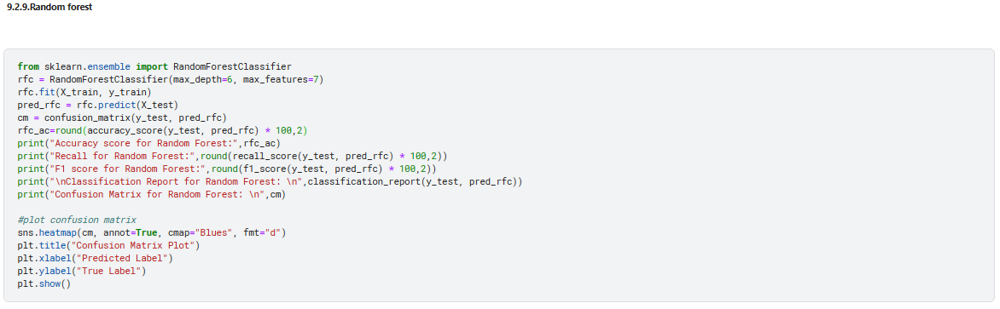 9.2.9.Random forest
from sklearn.ensemble import RandomForestClassifier
rfc = RandomForestClassifier(max_depth=6, max_features=7)
rfc.fit(X_train, y_train)
pred_rfc = rfc.predict(X_test)
cm = confusion_matrix(y_test, pred_rfc)
rfc_ac=round(accuracy_score(y_test, pred_rfc) * 100,2)
print("Accuracy score for Random Forest:",rfc_ac)
print("Recall for Random Forest:",round(recall_score(y_test, pred_rfc) * 100,2))
print("F1 score for Random Forest:",round(f1_score(y_test, pred_rfc) * 100,2))
print("\nClassification Report for Random Forest: \n",classification_report(y_test, pred_rfc))
print("Confusion Matrix for Random Forest: \n",cm)
#plot confusion matrix
sns.heatmap(cm, annot=True, cmap="Blues", fmt="d")
plt.title("Confusion Matrix Plot")
plt.xlabel("Predicted Label")
plt.ylabel("True Label")
plt.show()